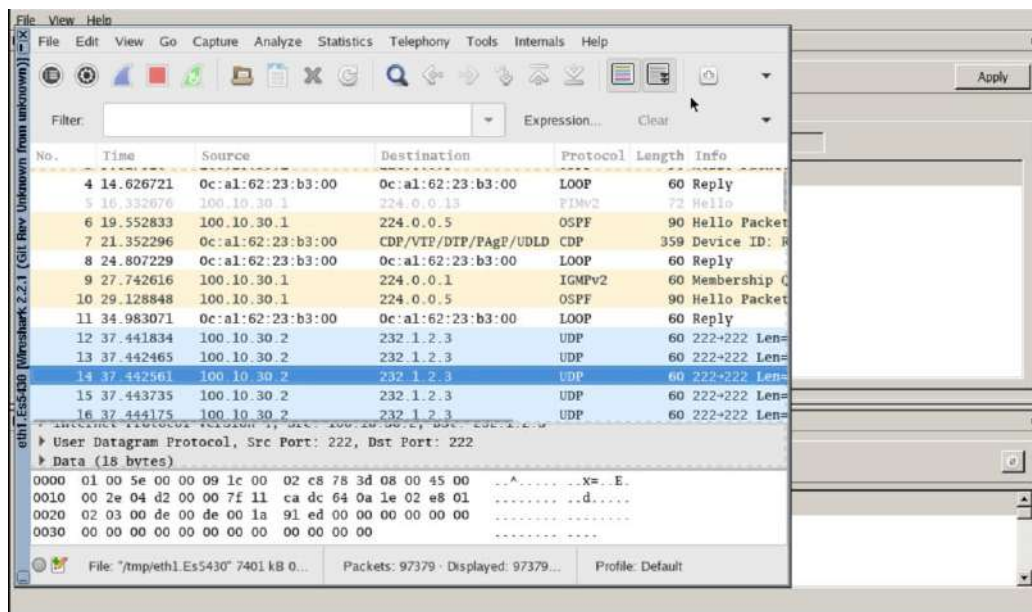 File View Help
eth1.Es5430 [Wireshark 2.2.1 (Git Rev Unknown from unknown)]
File Edit View Go Capture Analyze Statistics Telephony Tools Internals Help
Apply
Filter: Expression... Clear
No. Time Source Destination Protocol Length Info
4 14.626721 0c:a1:62:23:b3:00 0c:a1:62:23:b3:00 LOOP 60 Reply
5 16.332676 100.10.30.1 224.0.0.13 PIMv2 72 Hello
6 19.552833 100.10.30.1 224.0.0.5 OSPF 90 Hello Packet
7 21.352296 0c:a1:62:23:b3:00 CDP/VTP/DTP/PAgP/UDLD CDP 359 Device ID: R
8 24.807229 0c:a1:62:23:b3:00 0c:a1:62:23:b3:00 LOOP 60 Reply
9 27.742616 100.10.30.1 224.0.0.1 IGMPv2 60 Membership Q
10 29.128848 100.10.30.1 224.0.0.5 OSPF 90 Hello Packet
11 34.983071 0c:a1:62:23:b3:00 0c:a1:62:23:b3:00 LOOP 60 Reply
12 37.441834 100.10.30.2 232.1.2.3 UDP 60 222→222 Len=
13 37.442465 100.10.30.2 232.1.2.3 UDP 60 222→222 Len=
14 37.442561 100.10.30.2 232.1.2.3 UDP 60 222→222 Len=
15 37.443735 100.10.30.2 232.1.2.3 UDP 60 222→222 Len=
16 37.444175 100.10.30.2 232.1.2.3 UDP 60 222→222 Len=
Internet Protocol Version 4, Src: 100.10.30.2, Dst: 232.1.2.3
User Datagram Protocol, Src Port: 222, Dst Port: 222
Data (18 bytes)
0000 01 00 5e 00 00 09 1c 00 02 c8 78 3d 08 00 45 00 ..^..... ..x=..E.
0010 00 2e 04 d2 00 00 7f 11 ca dc 64 0a 1e 02 e8 01 ........ ..d.....
0020 02 03 00 de 00 de 00 1a 91 ed 00 00 00 00 00 00 ........ ........
0030 00 00 00 00 00 00 00 00 00 00 00 00 ........ ....
File: "/tmp/eth1.Es5430" 7401 kB 0... Packets: 97379 · Displayed: 97379... Profile: Default